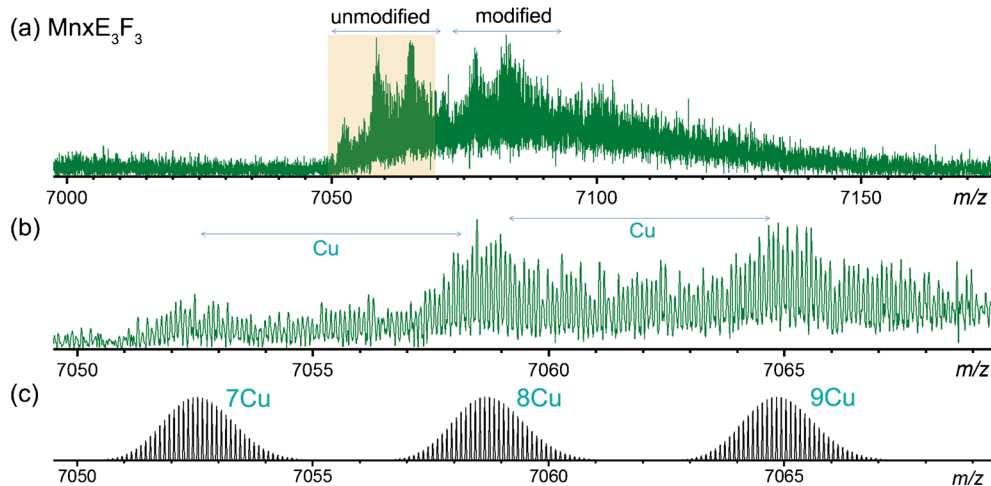 (a) MnxE₃F₃
unmodified
modified
7000 7050 7100 7150 m/z
(b)
Cu
Cu
7050 7055 7060 7065 m/z
(c)
7Cu 8Cu 9Cu
7050 7055 7060 7065 m/z